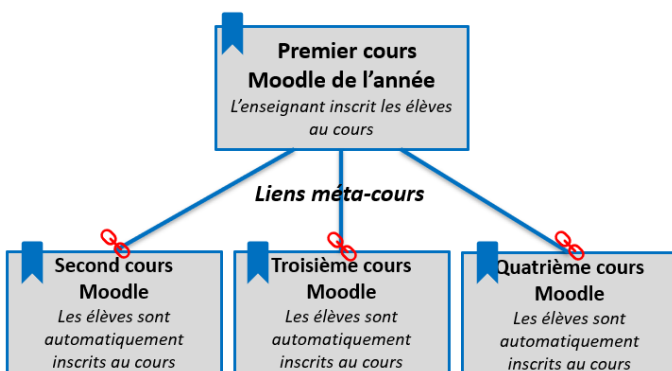 Premier cours
Moodle de l’année
L’enseignant inscrit les élèves
au cours
Liens méta-cours
Second cours
Moodle
Les élèves sont
automatiquement
inscrits au cours
Troisième cours
Moodle
Les élèves sont
automatiquement
inscrits au cours
Quatrième cours
Moodle
Les élèves sont
automatiquement
inscrits au cours